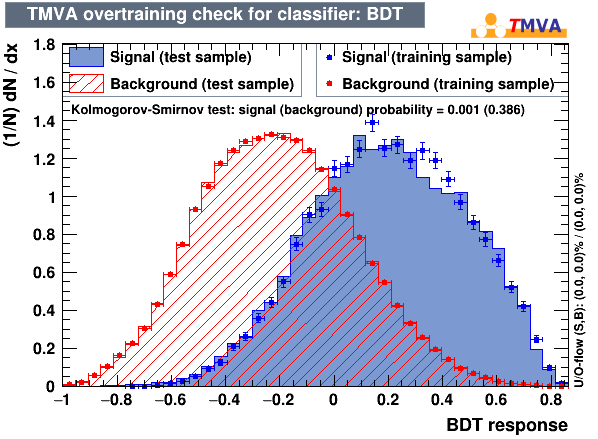 TMVA overtraining check for classifier: BDT
TMVA
(1/N) dN / dx
1.8
1.6
1.4
1.2
1
0.8
0.6
0.4
0.2
0
Signal (test sample)
Background (test sample)
Signal (training sample)
Background (training sample)
Kolmogorov-Smirnov test: signal (background) probability = 0.001 (0.386)
U/O-flow (S,B): (0.0, 0.0)% / (0.0, 0.0)%
−1 −0.8 −0.6 −0.4 −0.2 0 0.2 0.4 0.6 0.8
BDT response